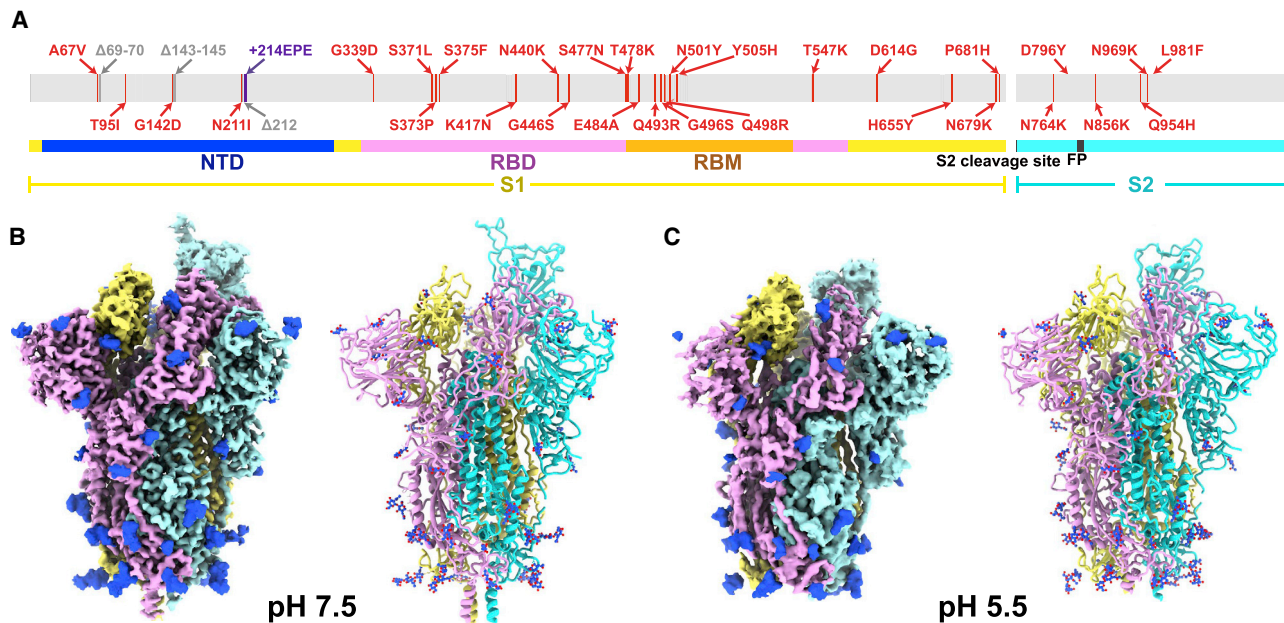 A
A67V Δ69-70 Δ143-145 +214EPE G339D S371L S375F N440K S477N T478K N501Y Y505H T547K D614G P681H D796Y N969K L981F
T95I G142D N211I Δ212 S373P K417N G446S E484A Q493R G496S Q498R H655Y N679K N764K N856K Q954H
NTD RBD RBM S2 cleavage site FP
S1 S2
B C
pH 7.5 pH 5.5